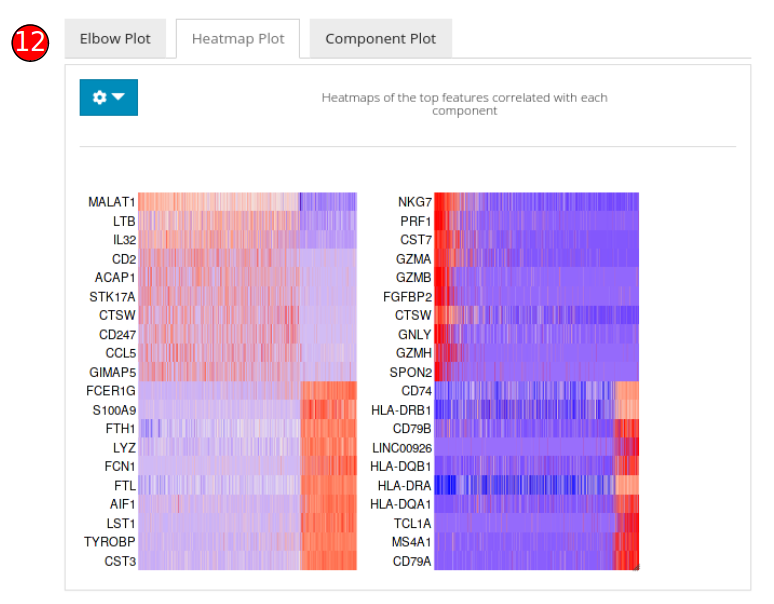 12
Elbow Plot
Heatmap Plot
Component Plot
Heatmaps of the top features correlated with each
component
MALAT1
LTB
IL32
CD2
ACAP1
STK17A
CTSW
CD247
CCL5
GIMAP5
FCER1G
S100A9
FTH1
LYZ
FCN1
FTL
AIF1
LST1
TYROBP
CST3
NKG7
PRF1
CST7
GZMA
GZMB
FGFBP2
CTSW
GNLY
GZMH
SPON2
CD74
HLA-DRB1
CD79B
LINC00926
HLA-DQB1
HLA-DRA
HLA-DQA1
TCL1A
MS4A1
CD79A